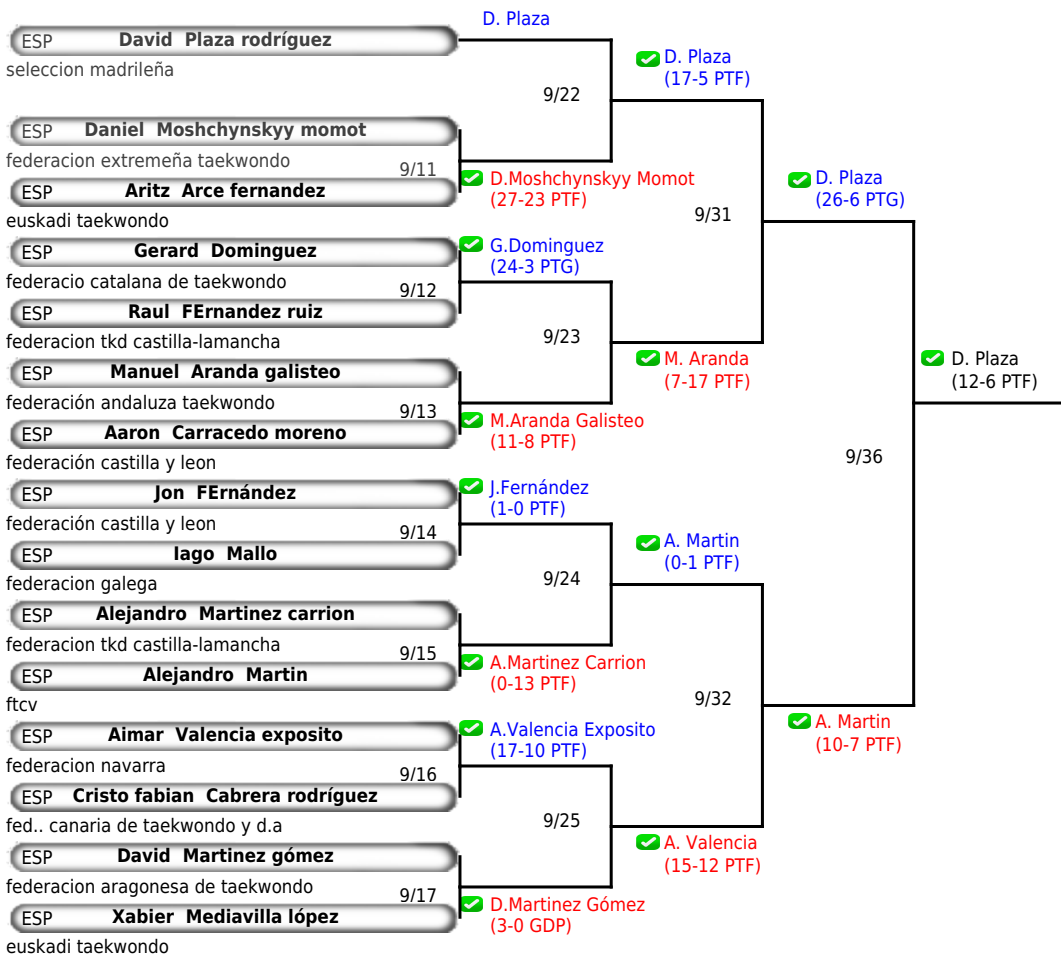 D. Plaza
ESP David Plaza rodríguez
seleccion madrileña
D. Plaza
(17-5 PTF)
9/22
ESP Daniel Moshchynskyy momot
federacion extremeña taekwondo
9/11
ESP Aritz Arce fernandez
euskadi taekwondo
D.Moshchynskyy Momot
(27-23 PTF)
D. Plaza
(26-6 PTG)
9/31
ESP Gerard Dominguez
federacio catalana de taekwondo
G.Dominguez
(24-3 PTG)
9/12
ESP Raul FErnandez ruiz
federacion tkd castilla-lamancha
9/23
M. Aranda
(7-17 PTF)
D. Plaza
(12-6 PTF)
ESP Manuel Aranda galisteo
federación andaluza taekwondo
9/13
ESP Aaron Carracedo moreno
federación castilla y leon
M.Aranda Galisteo
(11-8 PTF)
9/36
ESP Jon FErnández
federación castilla y leon
J.Fernández
(1-0 PTF)
9/14
ESP Iago Mallo
federacion galega
A. Martin
(0-1 PTF)
9/24
ESP Alejandro Martinez carrion
federacion tkd castilla-lamancha
9/15
ESP Alejandro Martin
ftcv
A.Martinez Carrion
(0-13 PTF)
9/32
A. Martin
(10-7 PTF)
ESP Aimar Valencia exposito
federacion navarra
A.Valencia Exposito
(17-10 PTF)
9/16
ESP Cristo fabian Cabrera rodríguez
fed.. canaria de taekwondo y d.a
9/25
A. Valencia
(15-12 PTF)
ESP David Martinez gómez
federacion aragonesa de taekwondo
9/17
ESP Xabier Mediavilla lópez
euskadi taekwondo
D.Martinez Gómez
(3-0 GDP)